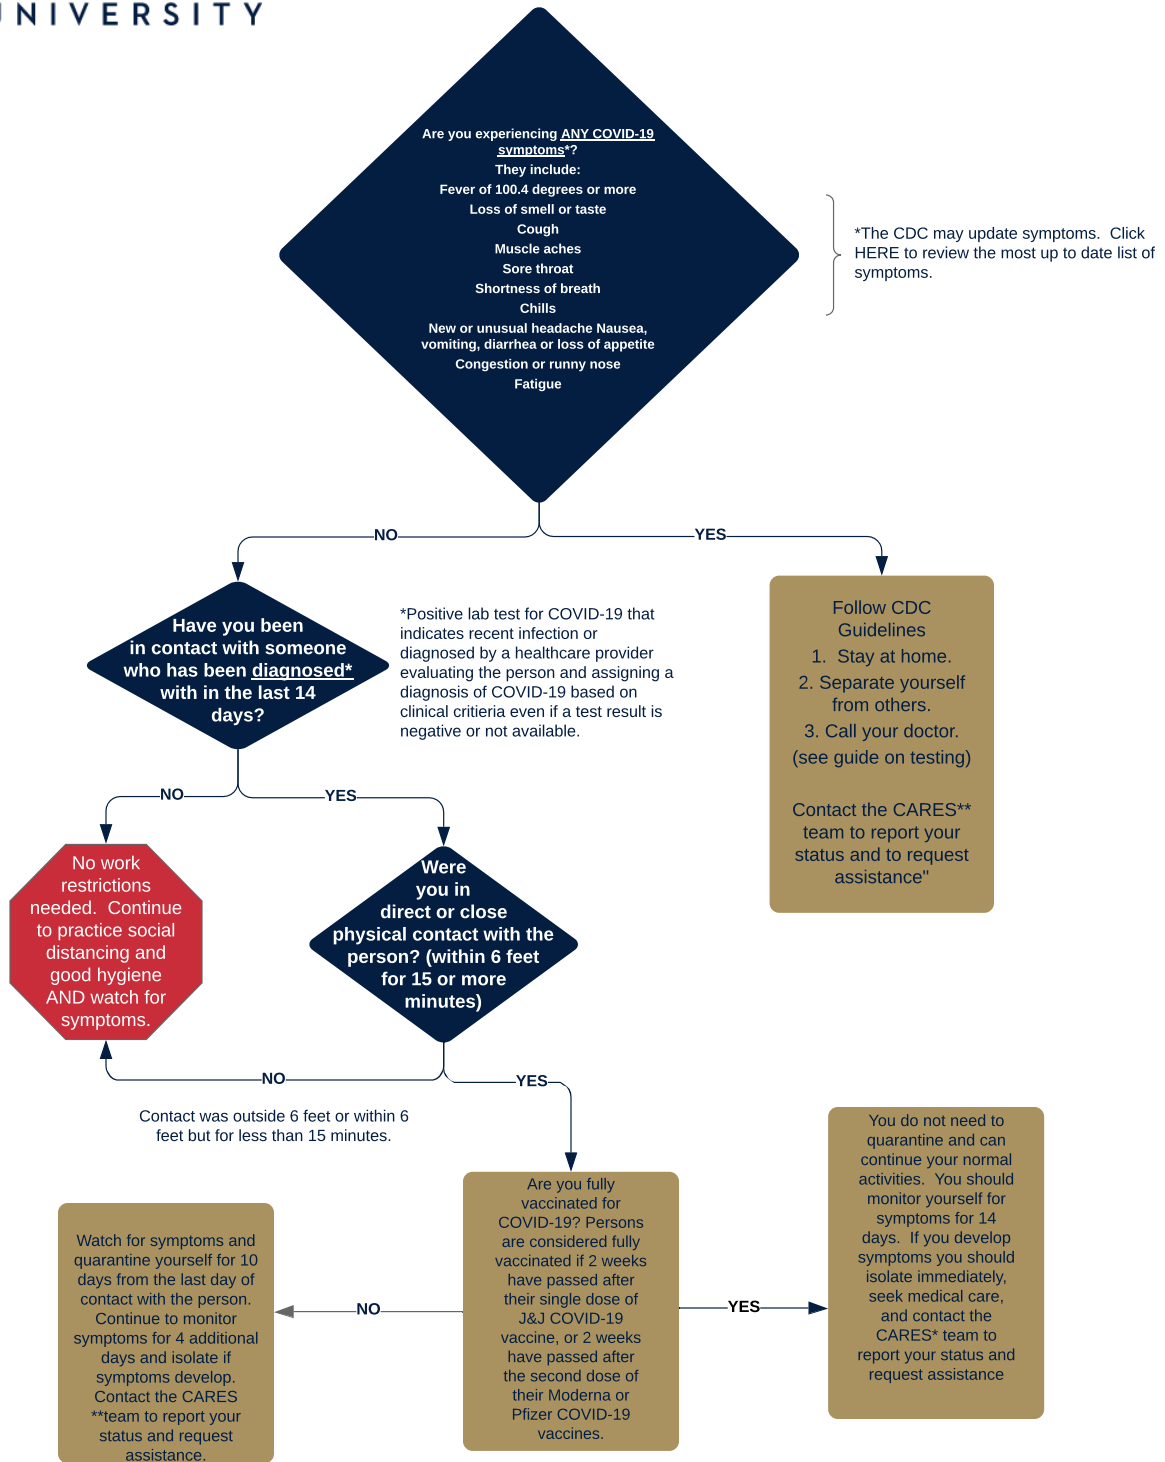 UNIVERSITY
Are you experiencing ANY COVID-19
symptoms*?
They include:
Fever of 100.4 degrees or more
Loss of smell or taste
Cough
Muscle aches
Sore throat
Shortness of breath
Chills
New or unusual headache Nausea,
vomiting, diarrhea or loss of appetite
Congestion or runny nose
Fatigue
*The CDC may update symptoms.  Click
HERE to review the most up to date list of
symptoms.
NO
YES
Have you been
in contact with someone
who has been diagnosed*
with in the last 14
days?
*Positive lab test for COVID-19 that
indicates recent infection or
diagnosed by a healthcare provider
evaluating the person and assigning a
diagnosis of COVID-19 based on
clinical critieria even if a test result is
negative or not available.
Follow CDC
Guidelines
1.  Stay at home.
2. Separate yourself
from others.
3. Call your doctor.
(see guide on testing)
Contact the CARES**
team to report your
status and to request
assistance"
NO
YES
No work
restrictions
needed.  Continue
to practice social
distancing and
good hygiene
AND watch for
symptoms.
Were
you in
direct or close
physical contact with the
person? (within 6 feet
for 15 or more
minutes)
NO
YES
Contact was outside 6 feet or within 6
feet but for less than 15 minutes.
Watch for symptoms and
quarantine yourself for 10
days from the last day of
contact with the person.
Continue to monitor
symptoms for 4 additional
days and isolate if
symptoms develop.
Contact the CARES
**team to report your
status and request
assistance.
NO
Are you fully
vaccinated for
COVID-19? Persons
are considered fully
vaccinated if 2 weeks
have passed after
their single dose of
J&J COVID-19
vaccine, or 2 weeks
have passed after
the second dose of
their Moderna or
Pfizer COVID-19
vaccines.
YES
You do not need to
quarantine and can
continue your normal
activities.  You should
monitor yourself for
symptoms for 14
days.  If you develop
symptoms you should
isolate immediately,
seek medical care,
and contact the
CARES* team to
report your status and
request assistance